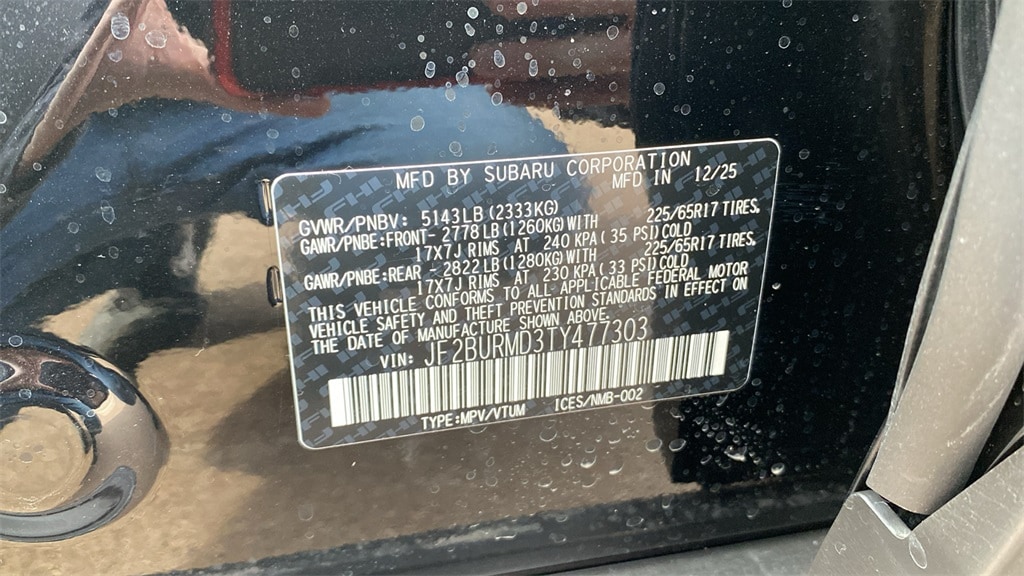 MFD BY SUBARU CORPORATION
MFD IN 12/25
GVWR/PNBV: 5143LB(2333KG)
GAWR/PNBE:FRONT- 2778LB(1260KG)WITH 225/65R17 TIRES,
17X7J RIMS AT 240 KPA(35 PSI)COLD
GAWR/PNBE:REAR - 2822LB(1280KG)WITH 225/65R17 TIRES,
17X7J RIMS AT 230 KPA(33 PSI)COLD
THIS VEHICLE CONFORMS TO ALL APPLICABLE FEDERAL MOTOR
VEHICLE SAFETY AND THEFT PREVENTION STANDARDS IN EFFECT ON
THE DATE OF MANUFACTURE SHOWN ABOVE.
VIN: JF2BURMD3TY477303
TYPE:MPV/VTUM ICES/NMB-002